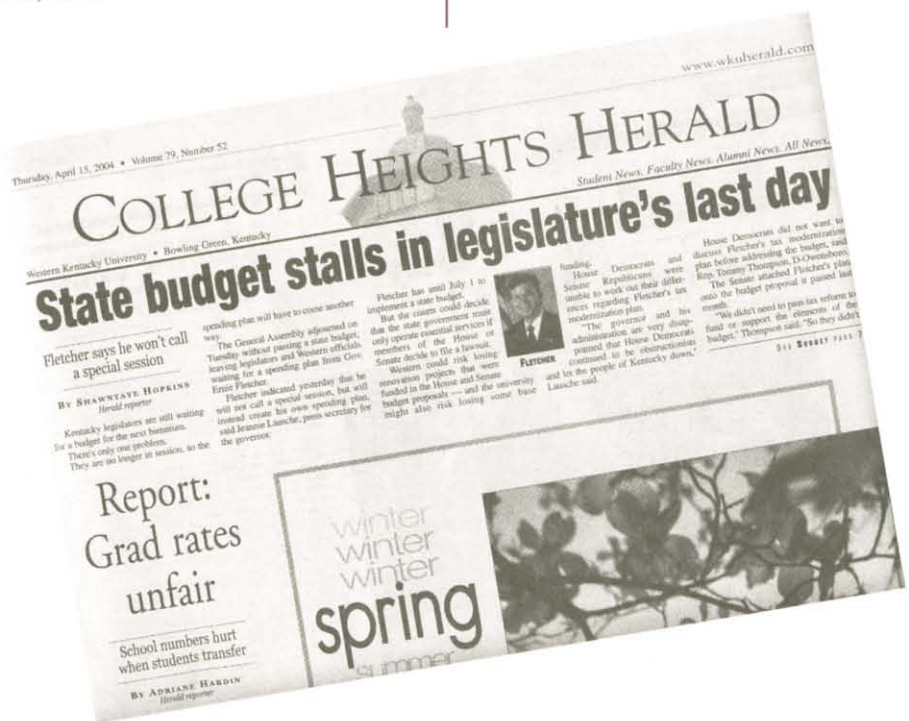 www.wkuherald.com
Thursday, April 15, 2004 • Volume 79, Number 52
COLLEGE HEIGHTS HERALD
Student News. Faculty News. Alumni News. All News.
Western Kentucky University • Bowling Green, Kentucky
State budget stalls in legislature's last day
Fletcher says he won't call
a special session
BY SHAWNTAYE HOPKINS
Herald reporter
Kentucky legislators are still waiting
for a budget for the next biennium.
There's only one problem.
They are no longer in session, so the
spending plan will have to come another
way.
The General Assembly adjourned on
Tuesday without passing a state budget,
leaving legislators and Western officials
waiting for a spending plan from Gov.
Ernie Fletcher.
Fletcher indicated yesterday that he
will not call a special session, but will
instead create his own spending plan,
said Jeanne Lausche, press secretary for
the governor.
Fletcher has until July 1 to
implement a state budget.
But the courts could decide
that the state government must
only operate essential services if
members of the House or
Senate decide to file a lawsuit.
Western could risk losing
renovation projects that were
funded in the House and Senate
budget proposals — and the university
might also risk losing some base
FLETCHER
funding.
House Democrats and
Senate Republicans were
unable to work out their differ-
ences regarding Fletcher's tax
modernization plan.
"The governor and his
administration are very disap-
pointed that House Democrats
continued to be obstructionists
and let the people of Kentucky down,"
Lausche said.
House Democrats did not want to
discuss Fletcher's tax modernization
plan before addressing the budget, said
Rep. Tommy Thompson, D-Owensboro.
The Senate attached Fletcher's plan
onto the budget proposal it passed last
month.
"We didn't need to pass tax reform to
fund or support the elements of the
budget," Thompson said. "So they didn't
SEE BUDGET PAGE 7
Report:
Grad rates
unfair
School numbers hurt
when students transfer
BY ADRIANE HARDIN
Herald reporter
winter
winter
winter
spring
summer